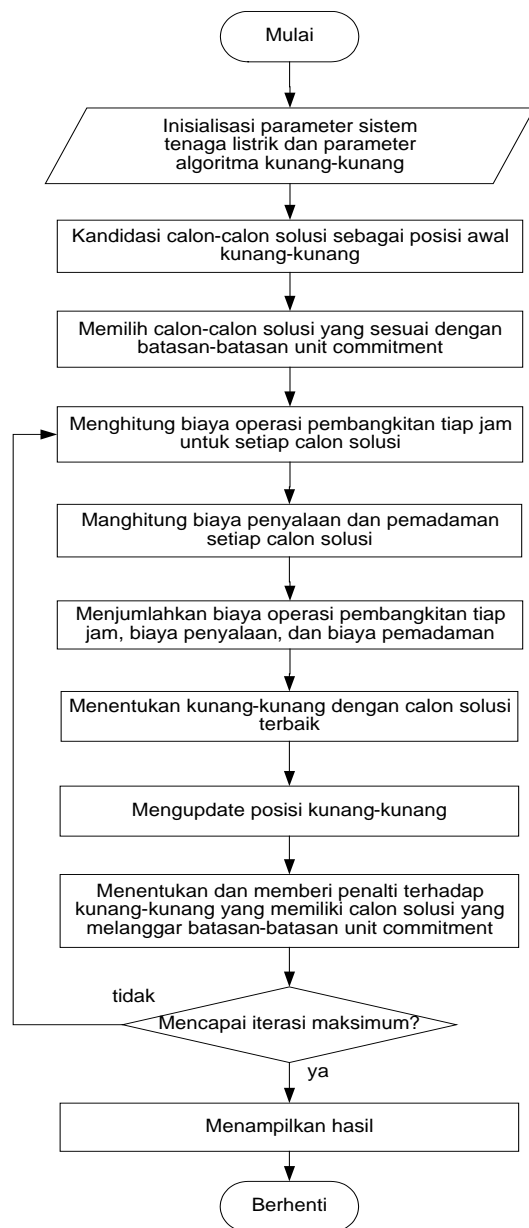 Mulai
Inisialisasi parameter sistem
tenaga listrik dan parameter
algoritma kunang-kunang
Kandidasi calon-calon solusi sebagai posisi awal
kunang-kunang
Memilih calon-calon solusi yang sesuai dengan
batasan-batasan unit commitment
Menghitung biaya operasi pembangkitan tiap jam
untuk setiap calon solusi
Manghitung biaya penyalaan dan pemadaman
setiap calon solusi
Menjumlahkan biaya operasi pembangkitan tiap
jam, biaya penyalaan, dan biaya pemadaman
Menentukan kunang-kunang dengan calon solusi
terbaik
Mengupdate posisi kunang-kunang
Menentukan dan memberi penalti terhadap
kunang-kunang yang memiliki calon solusi yang
melanggar batasan-batasan unit commitment
tidak
Mencapai iterasi maksimum?
ya
Menampilkan hasil
Berhenti